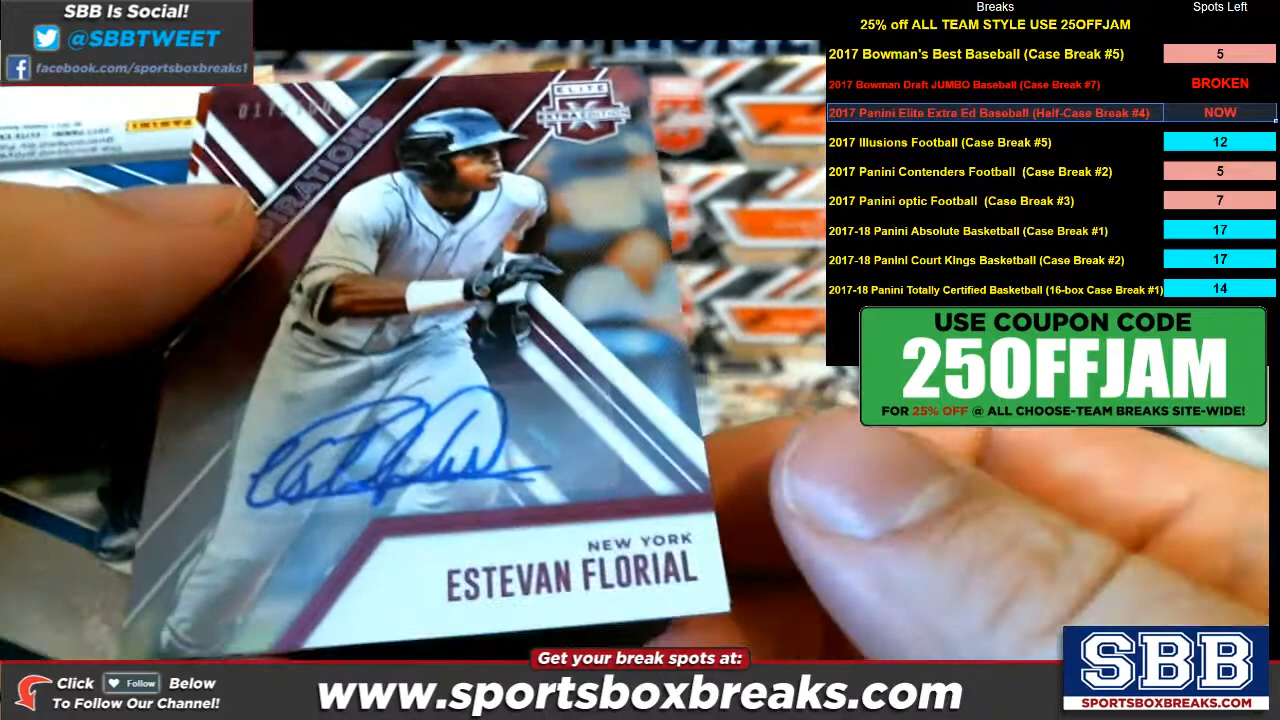 SBB Is Social!
@SBBTWEET
facebook.com/sportsboxbreaks1
Breaks Spots Left
25% off ALL TEAM STYLE USE 25OFFJAM
2017 Bowman's Best Baseball (Case Break #5) 5
2017 Bowman Draft JUMBO Baseball (Case Break #7) BROKEN
2017 Panini Elite Extra Ed Baseball (Half-Case Break #4) NOW
2017 Illusions Football (Case Break #5) 12
2017 Panini Contenders Football (Case Break #2) 5
2017 Panini optic Football (Case Break #3) 7
2017-18 Panini Absolute Basketball (Case Break #1) 17
2017-18 Panini Court Kings Basketball (Case Break #2) 17
2017-18 Panini Totally Certified Basketball (16-box Case Break #1) 14
USE COUPON CODE
25OFFJAM
FOR 25% OFF @ ALL CHOOSE-TEAM BREAKS SITE-WIDE!
ELITE
X
IRATIONS
NEW YORK
ESTEVAN FLORIAL
PANINI
Get your break spots at:
www.sportsboxbreaks.com
Click Follow Below
To Follow Our Channel!
SBB
SPORTSBOXBREAKS.COM